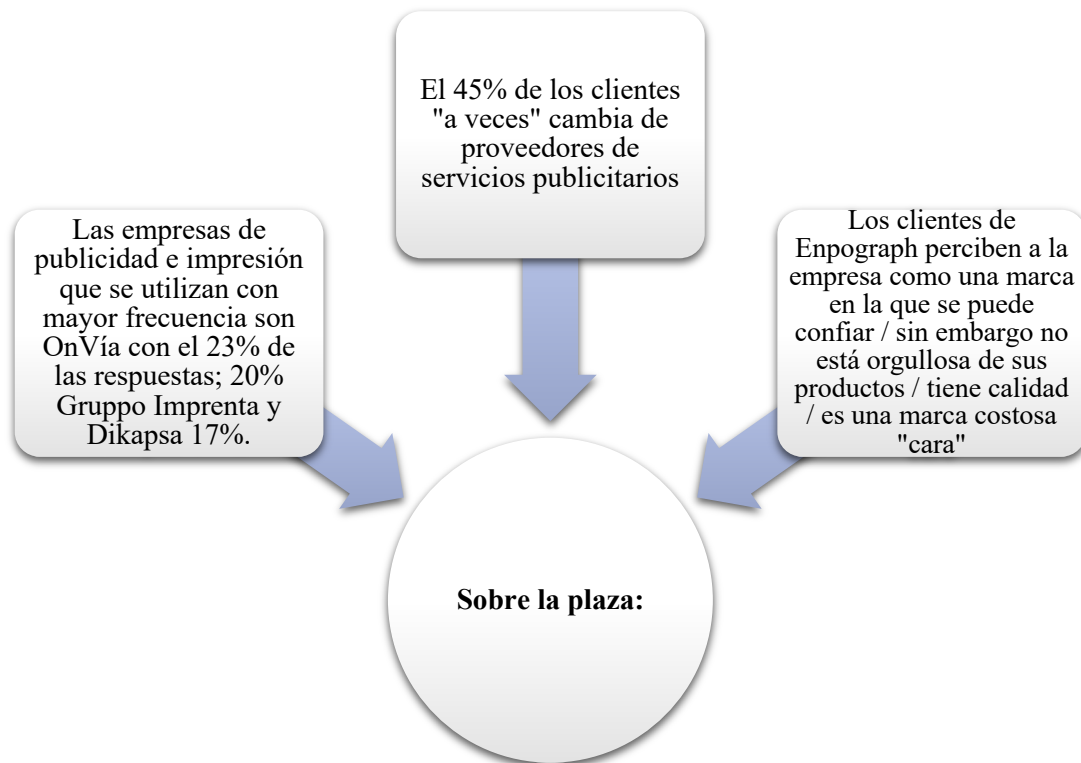 El 45% de los clientes
"a veces" cambia de
proveedores de
servicios publicitarios
Las empresas de
publicidad e impresión
que se utilizan con
mayor frecuencia son
OnVía con el 23% de
las respuestas; 20%
Gruppo Imprenta y
Dikapsa 17%.
Los clientes de
Enpograph perciben a la
empresa como una marca
en la que se puede
confiar / sin embargo no
está orgullosa de sus
productos / tiene calidad
/ es una marca costosa
"cara"
Sobre la plaza: